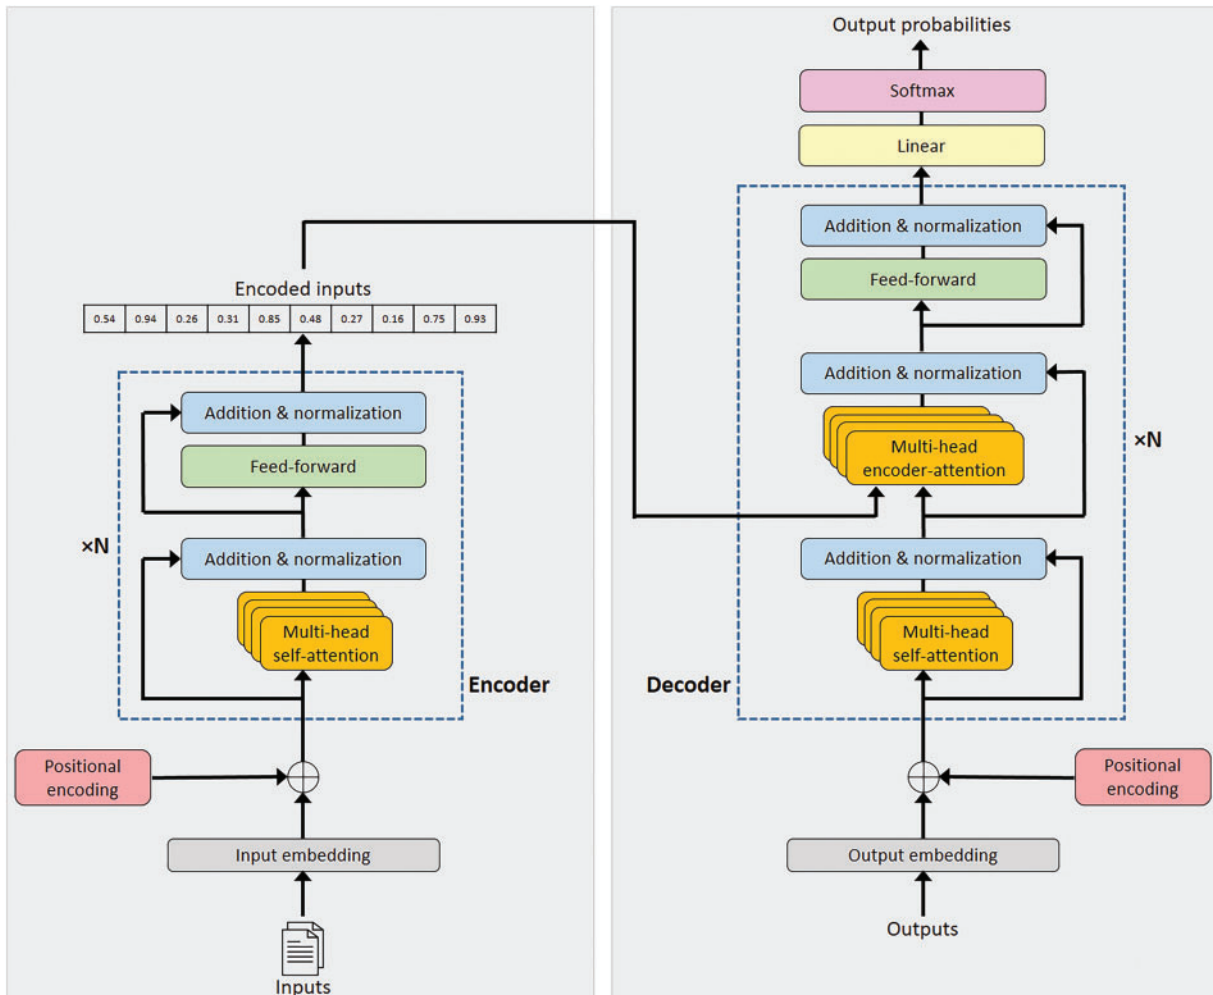 Encoded inputs
0.54 0.94 0.26 0.31 0.85 0.48 0.27 0.16 0.75 0.93
Addition & normalization
Feed-forward
×N
Addition & normalization
Multi-head
self-attention
Encoder
Positional
encoding
Input embedding
Inputs
Output probabilities
Softmax
Linear
Addition & normalization
Feed-forward
Addition & normalization
Multi-head
encoder-attention
×N
Addition & normalization
Multi-head
self-attention
Decoder
Positional
encoding
Output embedding
Outputs